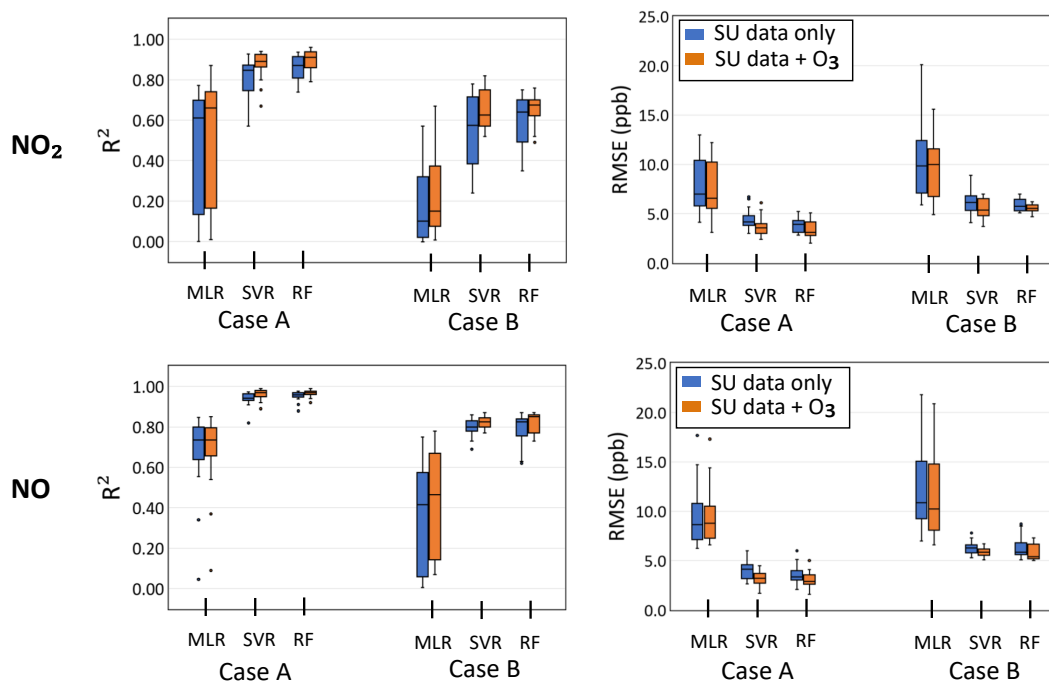 NO₂
R²
1.00
0.80
0.60
0.40
0.20
0.00
MLR SVR RF MLR SVR RF
Case A Case B
RMSE (ppb)
25.0
20.0
15.0
10.0
5.0
0.0
SU data only
SU data + O₃
MLR SVR RF MLR SVR RF
Case A Case B
NO
R²
1.00
0.80
0.60
0.40
0.20
0.00
MLR SVR RF MLR SVR RF
Case A Case B
RMSE (ppb)
25.0
20.0
15.0
10.0
5.0
0.0
SU data only
SU data + O₃
MLR SVR RF MLR SVR RF
Case A Case B